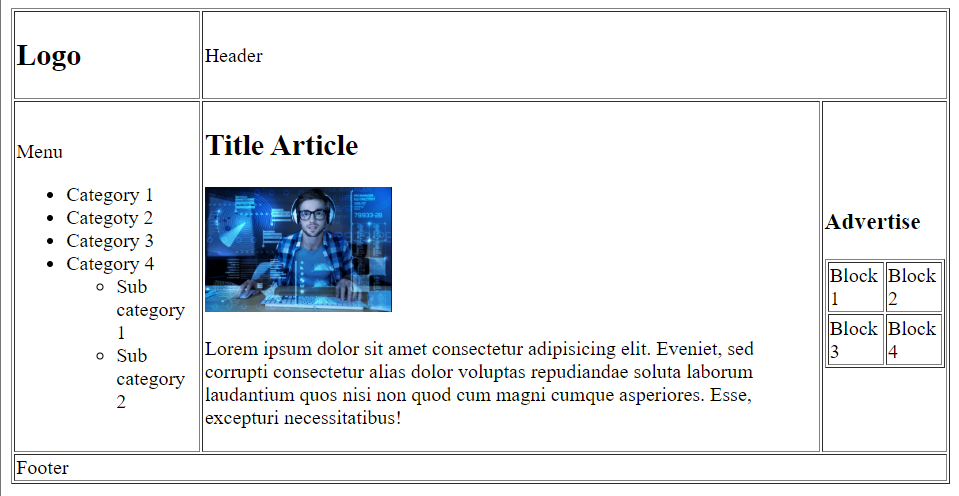 Logo
Header
Menu
Category 1
Categoty 2
Category 3
Category 4
Sub
category
1
Sub
category
2
Title Article
79933-28
Lorem ipsum dolor sit amet consectetur adipisicing elit. Eveniet, sed
corrupti consectetur alias dolor voluptas repudiandae soluta laborum
laudantium quos nisi non quod cum magni cumque asperiores. Esse,
excepturi necessitatibus!
Advertise
Block
1
Block
2
Block
3
Block
4
Footer